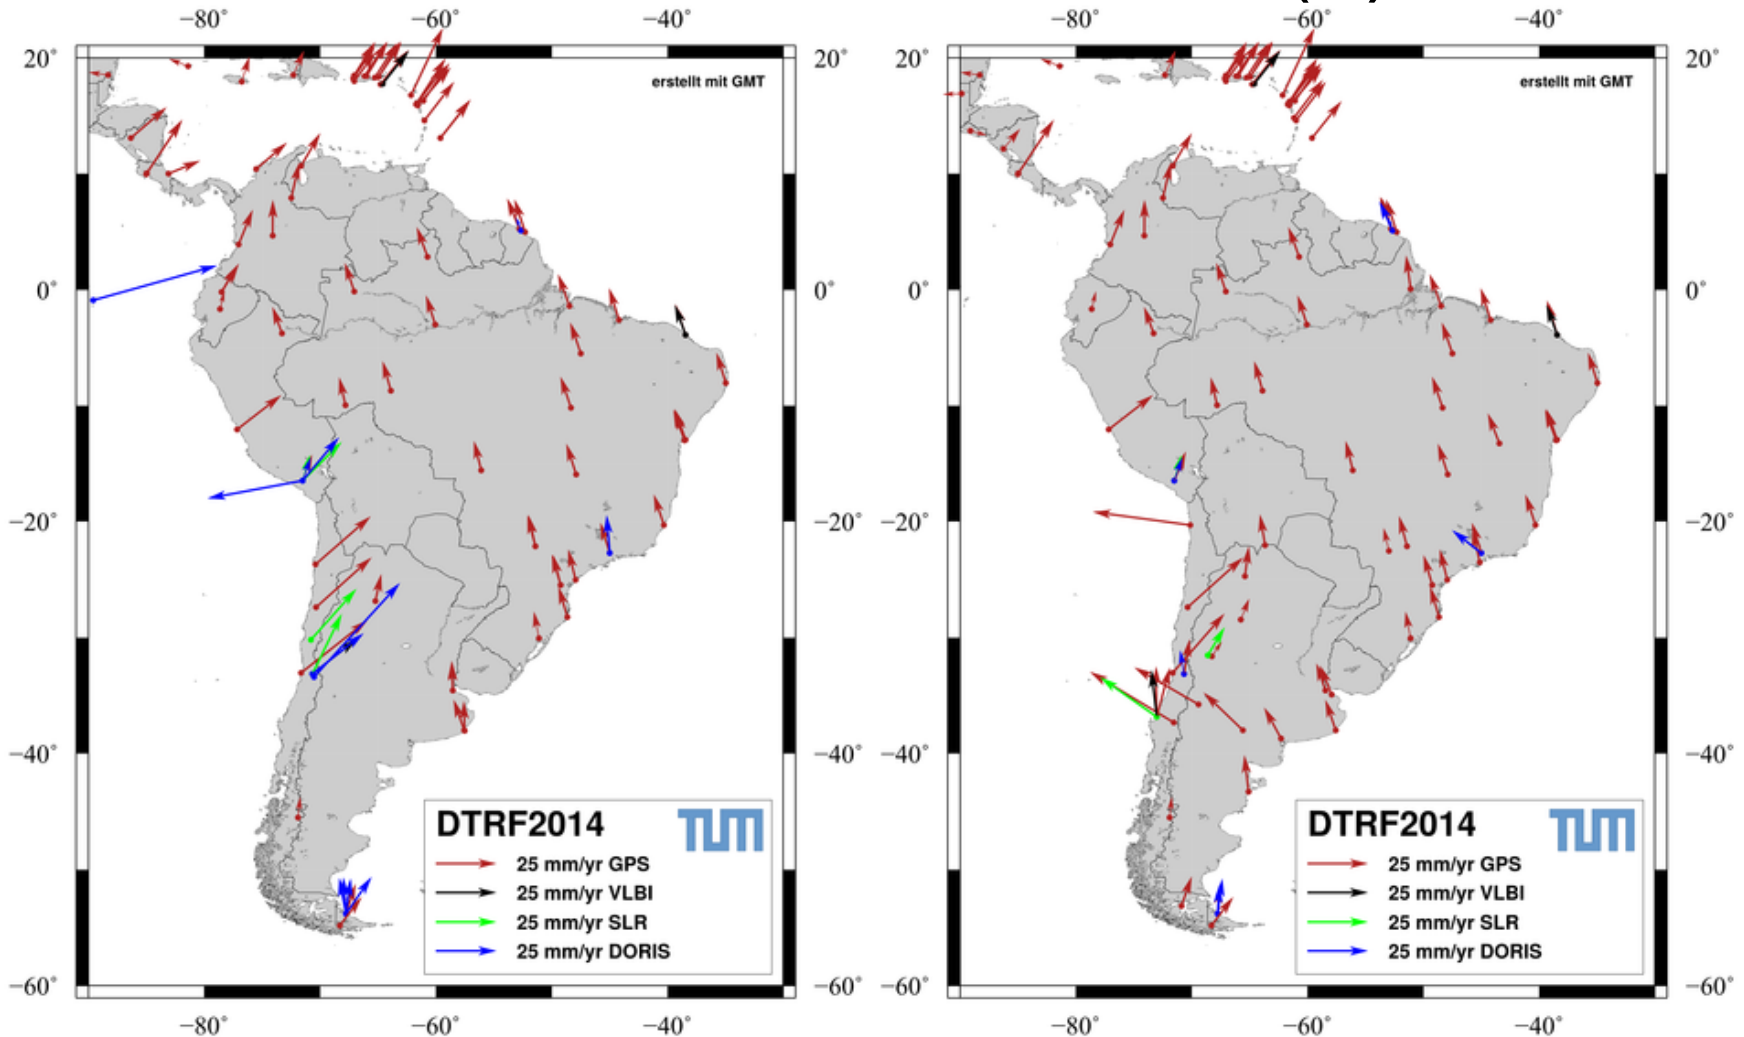 −80° −60° −40° −80° −60° −40°
20° 20° 20° 20°
erstellt mit GMT erstellt mit GMT
0° 0° 0° 0°
−20° −20° −20° −20°
−40° −40° −40° −40°
DTRF2014 TUM DTRF2014 TUM
25 mm/yr GPS 25 mm/yr GPS
25 mm/yr VLBI 25 mm/yr VLBI
25 mm/yr SLR 25 mm/yr SLR
25 mm/yr DORIS 25 mm/yr DORIS
−60° −60° −60° −60°
−80° −60° −40° −80° −60° −40°